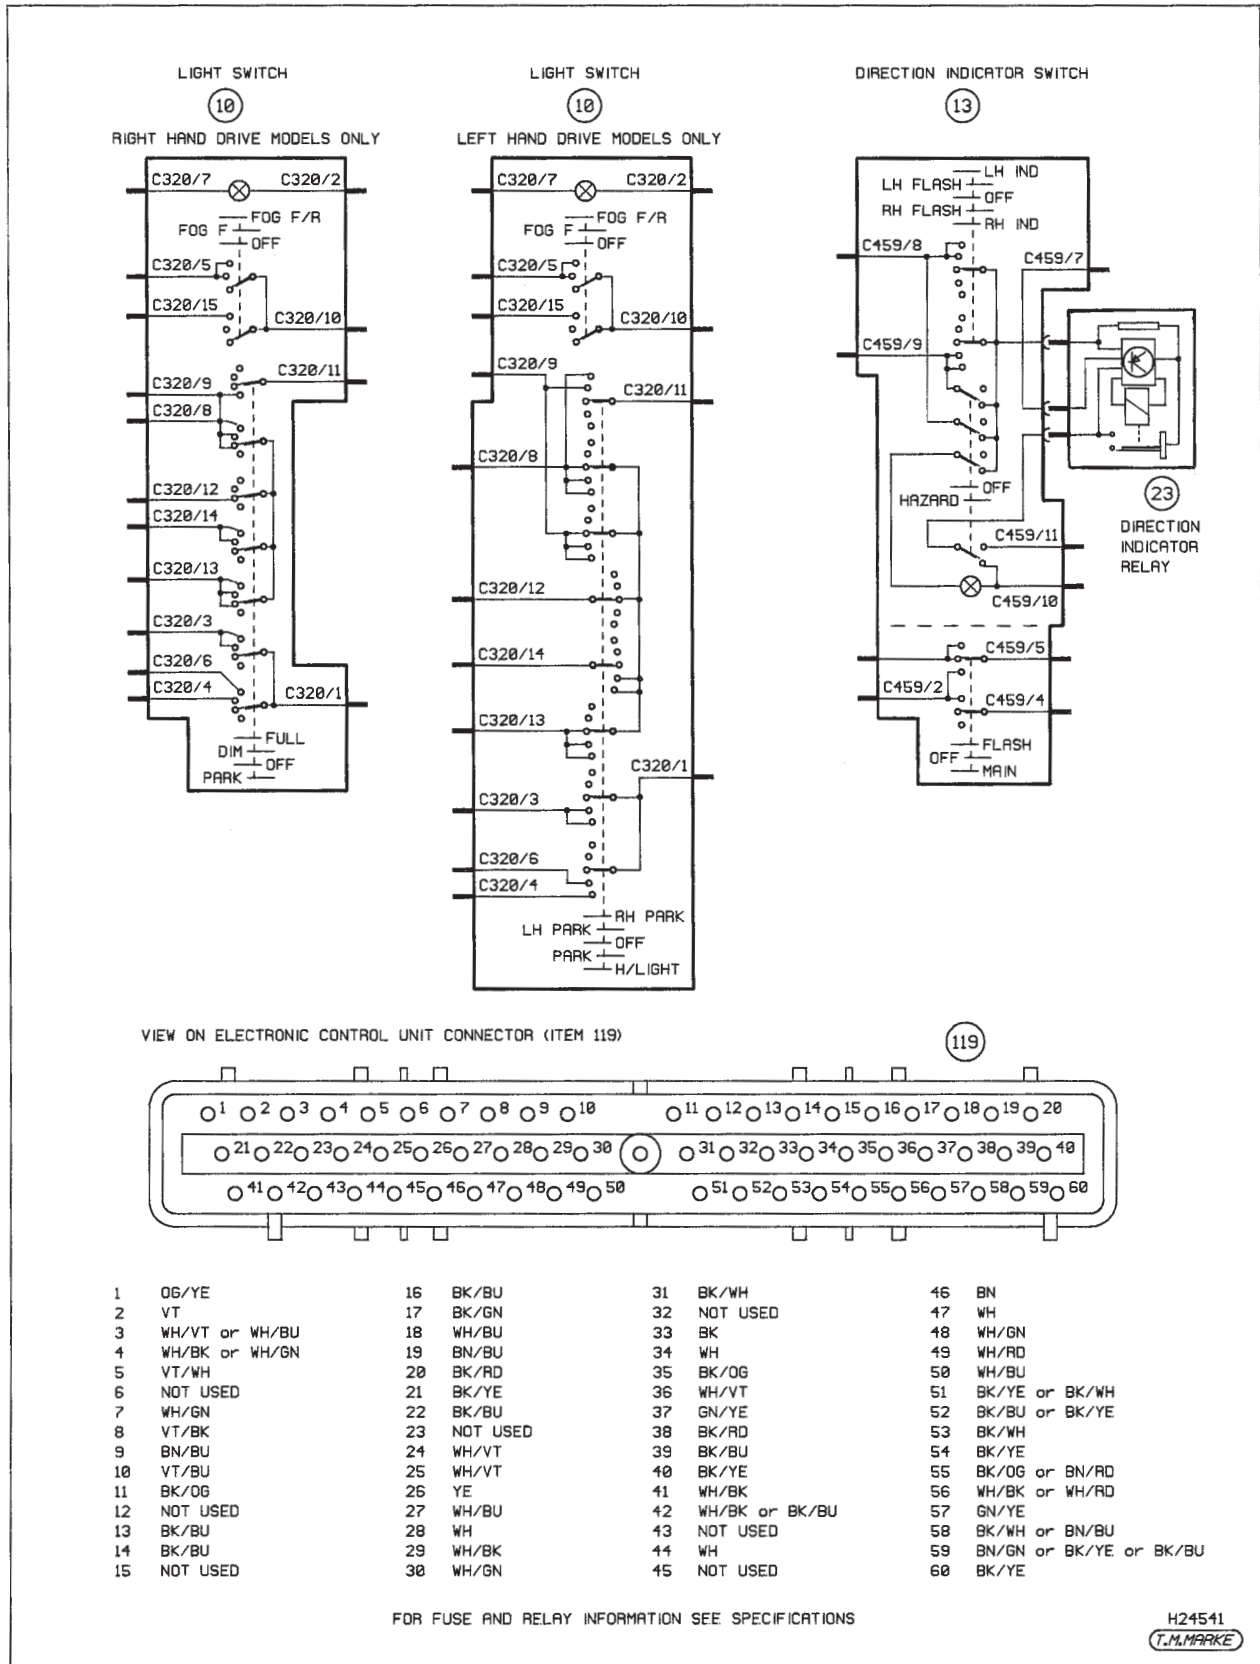 LIGHT SWITCH
10
RIGHT HAND DRIVE MODELS ONLY
C320/7
C320/2
FOG F/R
FOG F
OFF
C320/5
C320/15
C320/10
C320/11
C320/9
C320/8
C320/12
C320/14
C320/13
C320/3
C320/6
C320/4
C320/1
FULL
DIM
OFF
PARK
LIGHT SWITCH
10
LEFT HAND DRIVE MODELS ONLY
C320/7
C320/2
FOG F/R
FOG F
OFF
C320/5
C320/15
C320/10
C320/9
C320/11
C320/8
C320/12
C320/14
C320/13
C320/1
C320/3
C320/6
C320/4
RH PARK
LH PARK
OFF
PARK
H/LIGHT
DIRECTION INDICATOR SWITCH
13
LH IND
LH FLASH
OFF
RH FLASH
RH IND
C459/8
C459/7
C459/9
OFF
HAZARD
C459/11
C459/10
C459/5
C459/2
C459/4
FLASH
OFF
MAIN
23
DIRECTION
INDICATOR
RELAY
VIEW ON ELECTRONIC CONTROL UNIT CONNECTOR (ITEM 119)
119
1 2 3 4 5 6 7 8 9 10 11 12 13 14 15 16 17 18 19 20
21 22 23 24 25 26 27 28 29 30 31 32 33 34 35 36 37 38 39 40
41 42 43 44 45 46 47 48 49 50 51 52 53 54 55 56 57 58 59 60
1 OG/YE
2 VT
3 WH/VT or WH/BU
4 WH/BK or WH/GN
5 VT/WH
6 NOT USED
7 WH/GN
8 VT/BK
9 BN/BU
10 VT/BU
11 BK/OG
12 NOT USED
13 BK/BU
14 BK/BU
15 NOT USED
16 BK/BU
17 BK/GN
18 WH/BU
19 BN/BU
20 BK/RD
21 BK/YE
22 BK/BU
23 NOT USED
24 WH/VT
25 WH/VT
26 YE
27 WH/BU
28 WH
29 WH/BK
30 WH/GN
31 BK/WH
32 NOT USED
33 BK
34 WH
35 BK/OG
36 WH/VT
37 GN/YE
38 BK/RD
39 BK/BU
40 BK/YE
41 WH/BK
42 WH/BK or BK/BU
43 NOT USED
44 WH
45 NOT USED
46 BN
47 WH
48 WH/GN
49 WH/RD
50 WH/BU
51 BK/YE or BK/WH
52 BK/BU or BK/YE
53 BK/WH
54 BK/YE
55 BK/OG or BN/RD
56 WH/BK or WH/RD
57 GN/YE
58 BK/WH or BN/BU
59 BN/GN or BK/YE or BK/BU
60 BK/YE
FOR FUSE AND RELAY INFORMATION SEE SPECIFICATIONS
H24541
T.M.MARKE